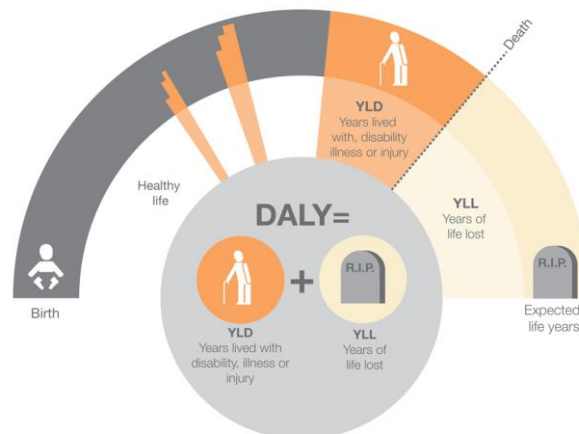 Death
YLD
Years lived
with, disability
illness or injury
Healthy
life
YLL
Years of
life lost
DALY=
R.I.P.
+
R.I.P.
Birth
Expected
life years
YLD
Years lived with
disability, illness or
injury
YLL
Years of
life lost